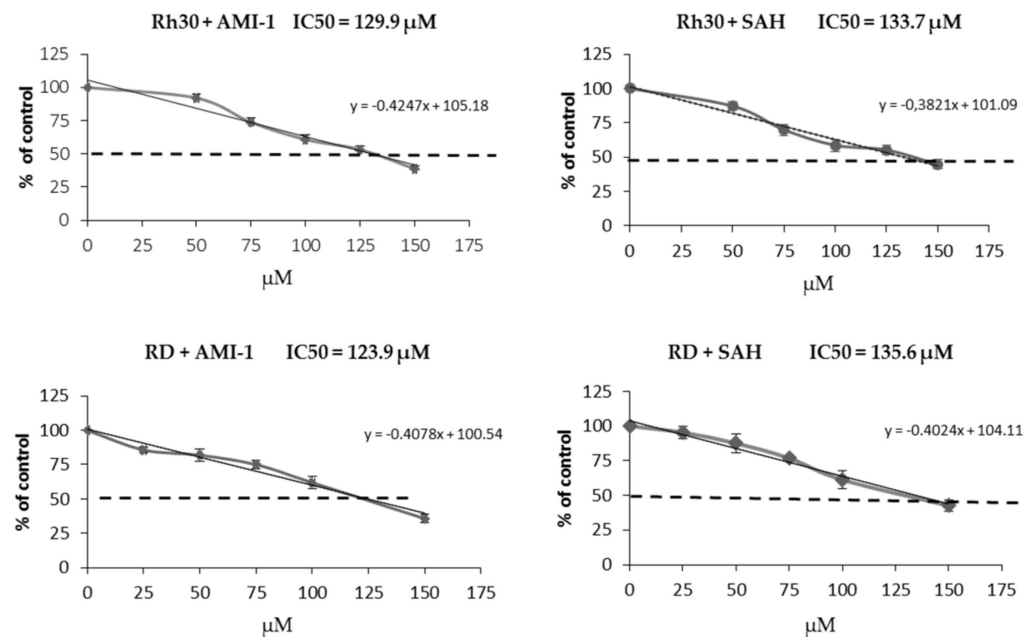 Rh30 + AMI-1 IC50 = 129.9 µM
y = -0.4247x + 105.18
% of control
125
100
75
50
25
0
0 25 50 75 100 125 150 175
µM
Rh30 + SAH IC50 = 133.7 µM
y = -0,3821x + 101.09
% of control
125
100
75
50
25
0
0 25 50 75 100 125 150 175
µM
RD + AMI-1 IC50 = 123.9 µM
y = -0.4078x + 100.54
% of control
125
100
75
50
25
0
0 25 50 75 100 125 150 175
µM
RD + SAH IC50 = 135.6 µM
y = -0.4024x + 104.11
% of control
125
100
75
50
25
0
0 25 50 75 100 125 150 175
µM